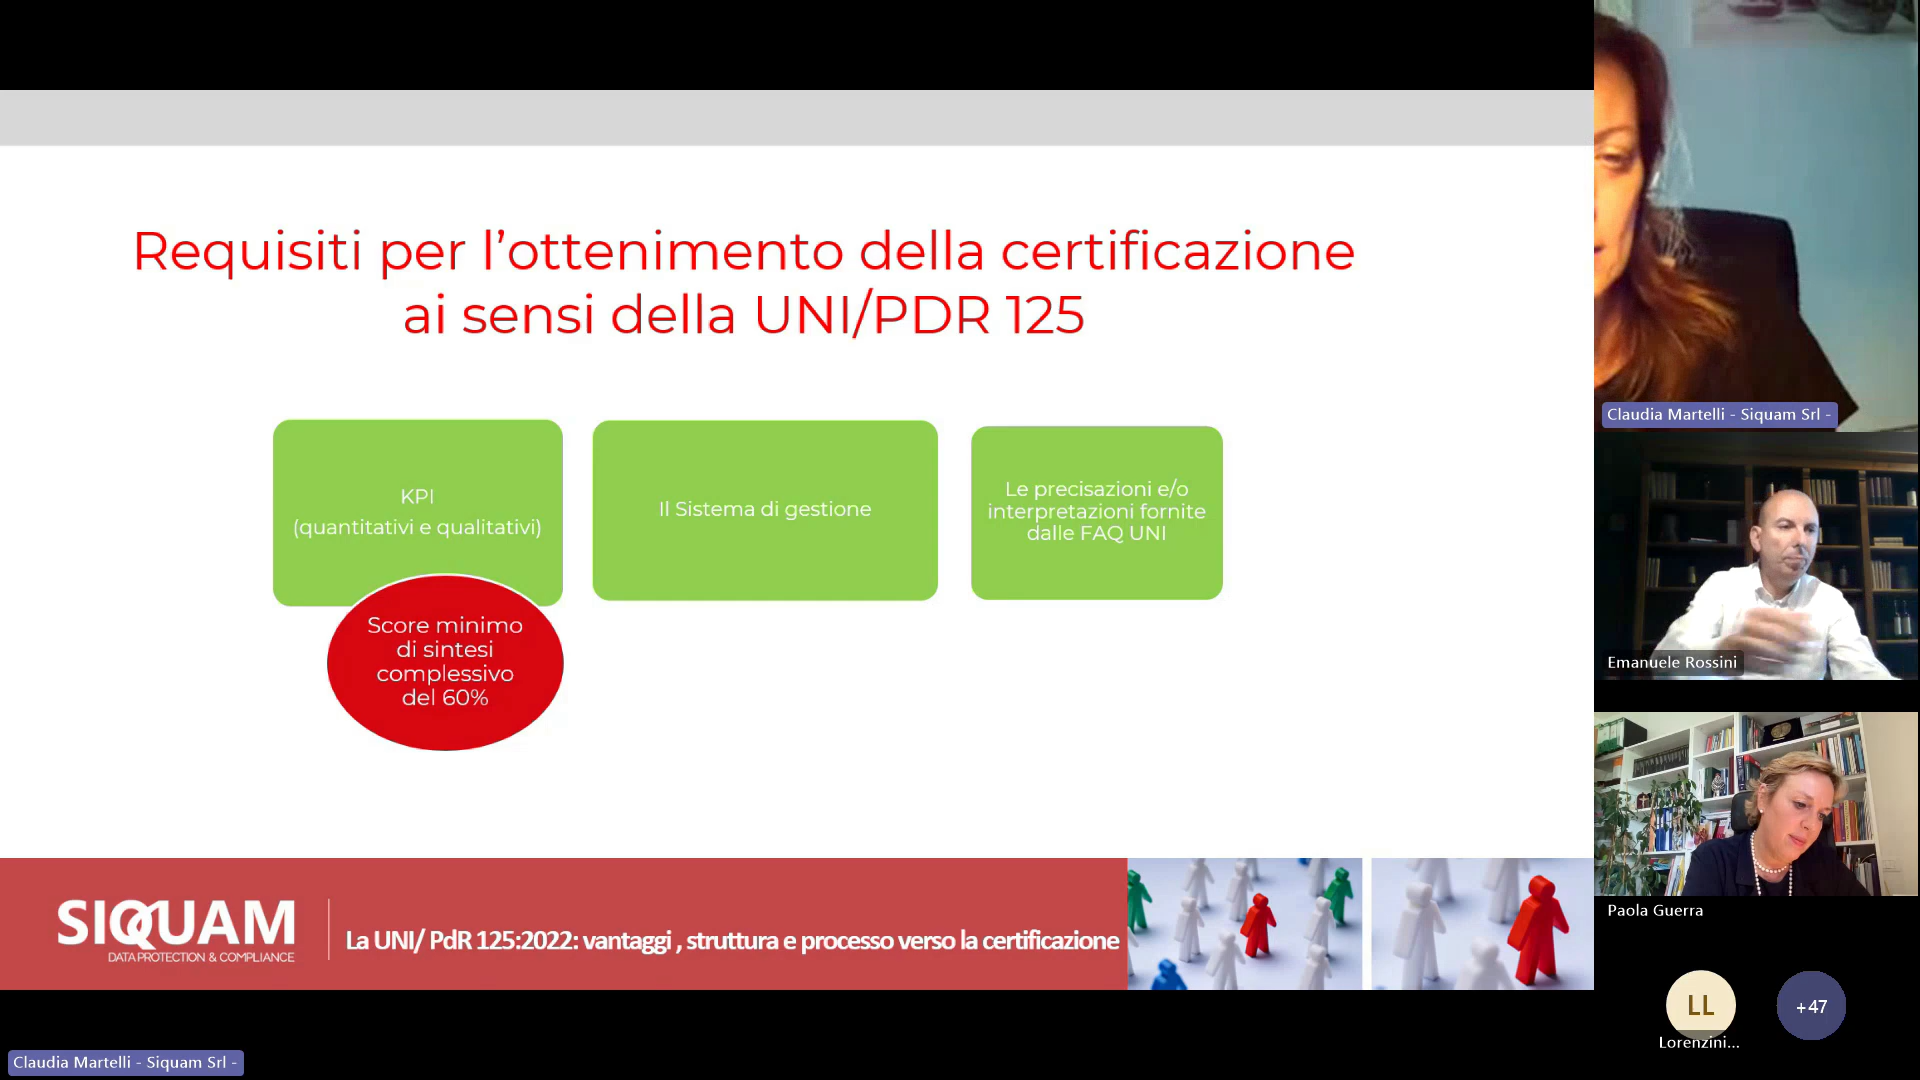 Requisiti per l’ottenimento della certificazione
ai sensi della UNI/PDR 125
KPI
(quantitativi e qualitativi)
Score minimo
di sintesi
complessivo
del 60%
Il Sistema di gestione
Le precisazioni e/o
interpretazioni fornite
dalle FAQ UNI
SIQUAM
DATA PROTECTION & COMPLIANCE
La UNI/ PdR 125:2022: vantaggi , struttura e processo verso la certificazione
Claudia Martelli - Siquam Srl -
Claudia Martelli - Siquam Srl -
Emanuele Rossini
Paola Guerra
LL
Lorenzini...
+47